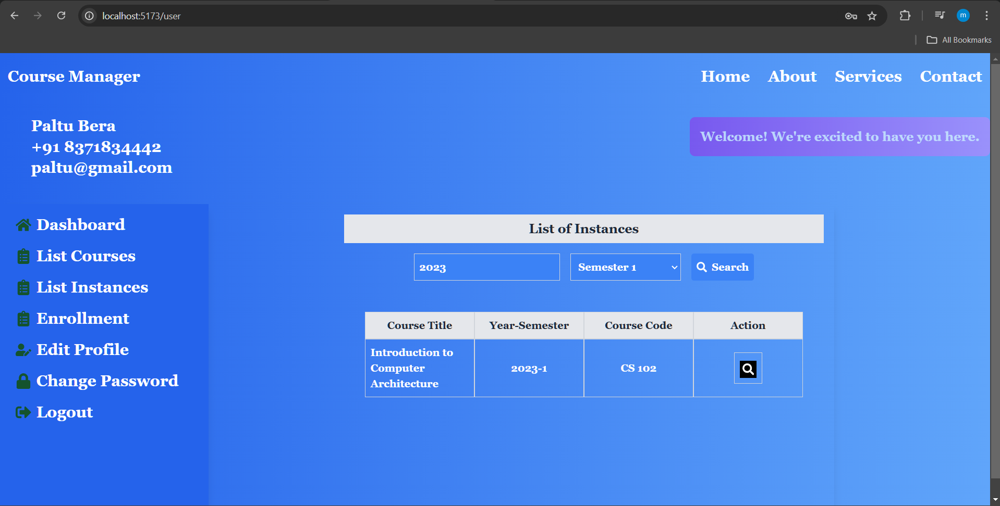 localhost:5173/user
m
All Bookmarks
Course Manager
Home About Services Contact
Paltu Bera
+91 8371834442
paltu@gmail.com
Welcome! We're excited to have you here.
Dashboard
List Courses
List Instances
Enrollment
Edit Profile
Change Password
Logout
List of Instances
2023 Semester 1 Search
Course Title Year-Semester Course Code Action
Introduction to
Computer
Architecture
2023-1 CS 102